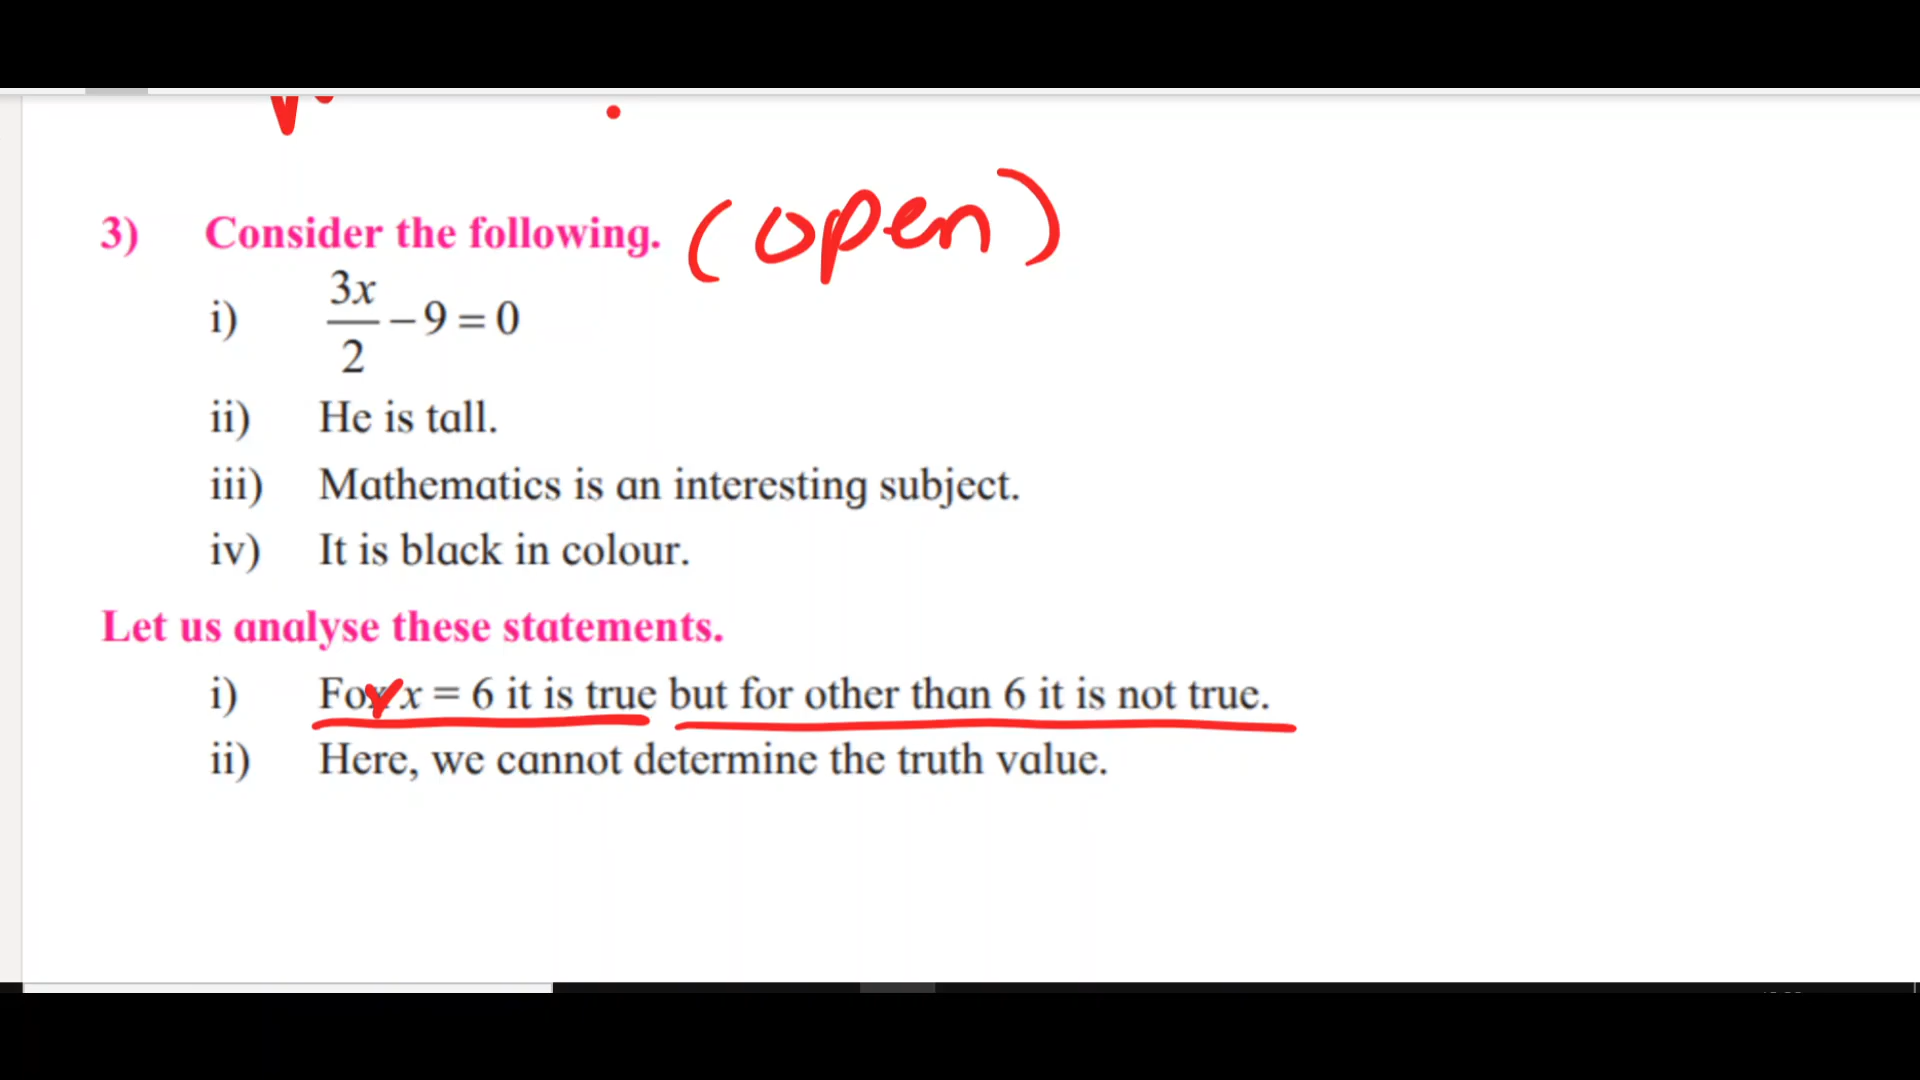 3) Consider the following. (open)
i) 3x/2 – 9 = 0
ii) He is tall.
iii) Mathematics is an interesting subject.
iv) It is black in colour.
Let us analyse these statements.
i) For x = 6 it is true but for other than 6 it is not true.
ii) Here, we cannot determine the truth value.